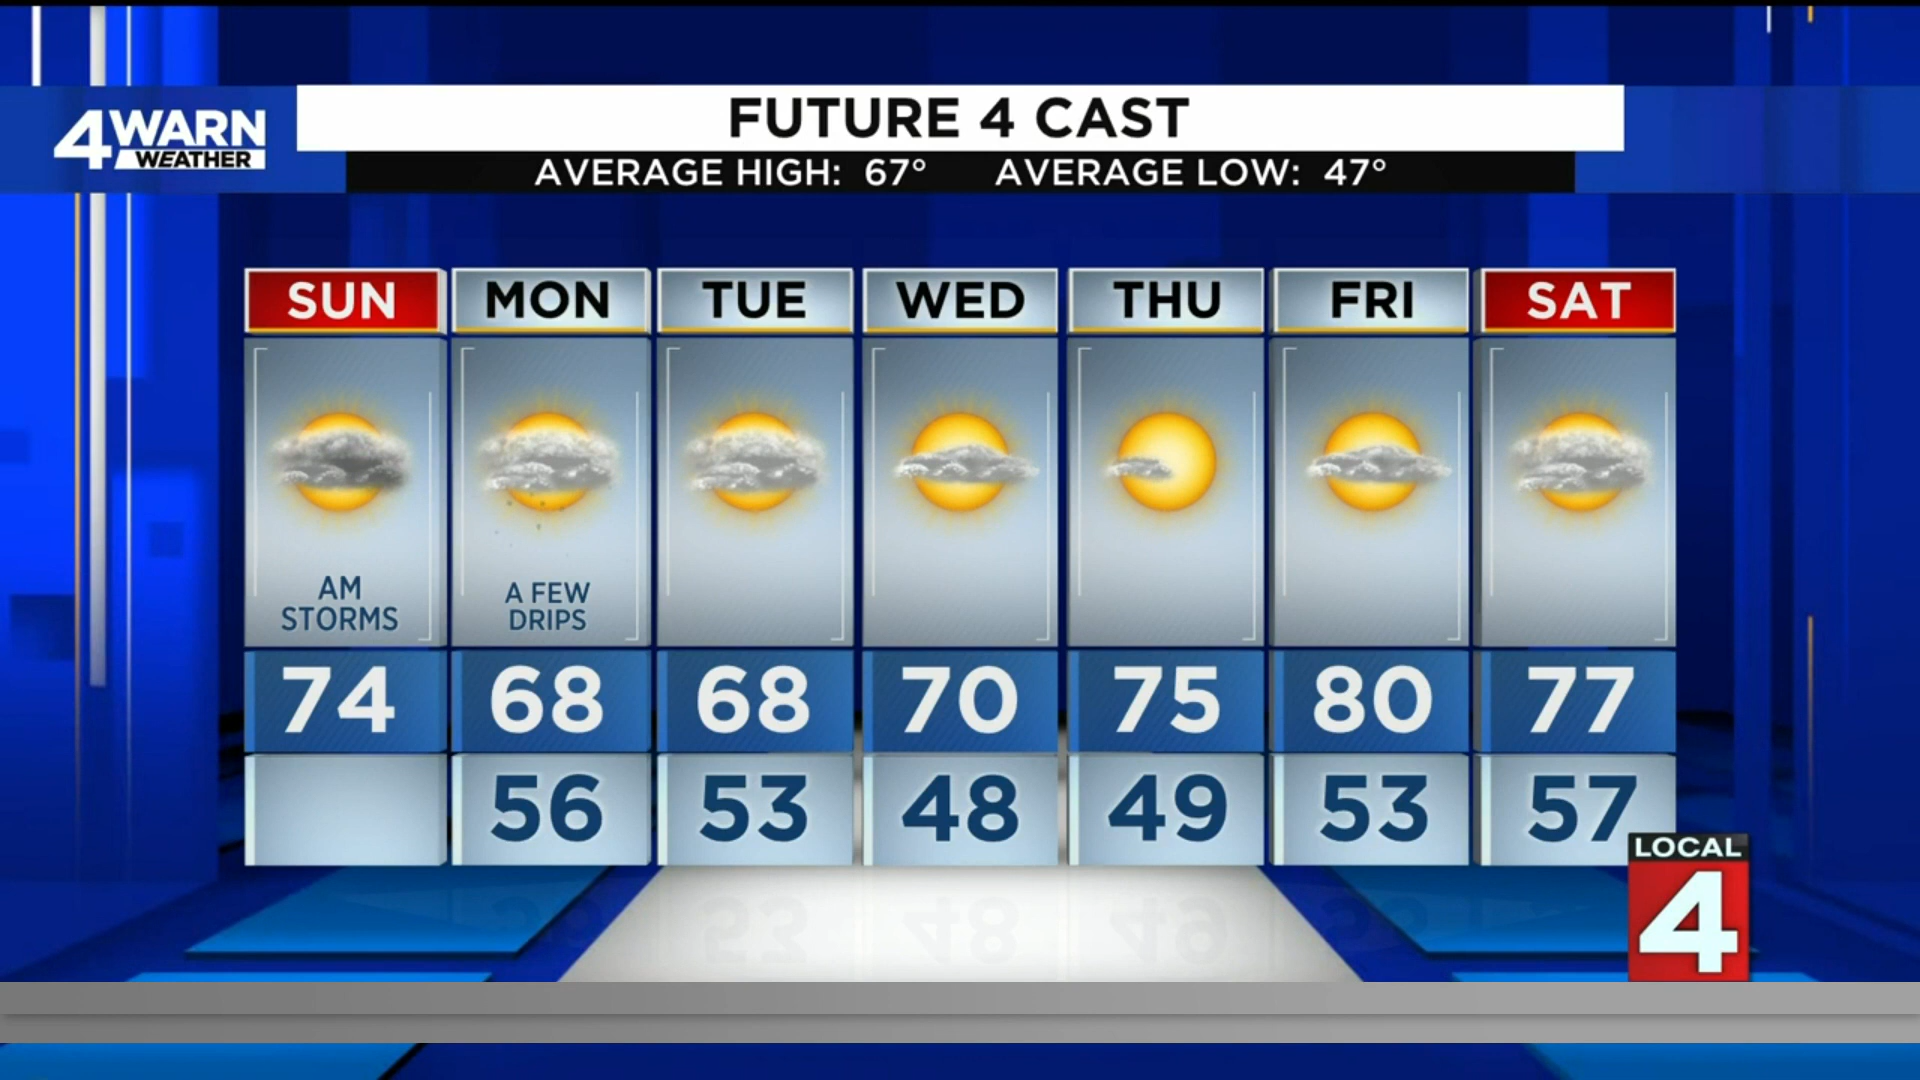 4WARN
WEATHER
FUTURE 4 CAST
AVERAGE HIGH: 67° AVERAGE LOW: 47°
SUN MON TUE WED THU FRI SAT
AM
STORMS
A FEW
DRIPS
74 68 68 70 75 80 77
56 53 48 49 53 57
LOCAL
4